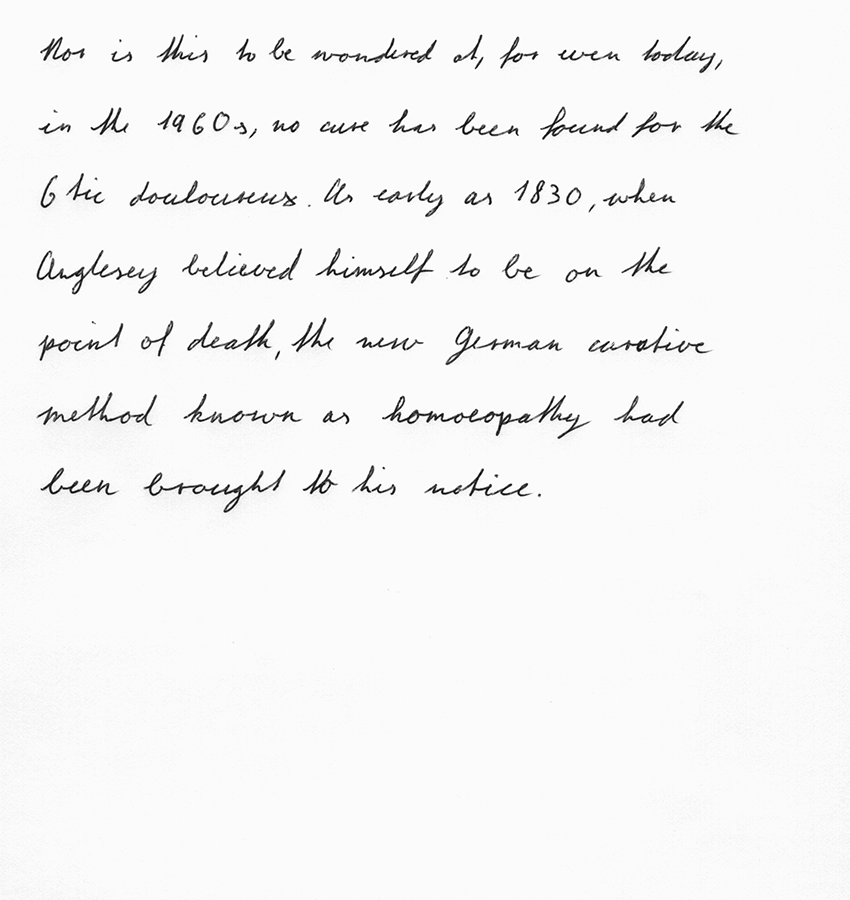 Nor is this to be wondered at, for even today,
in the 1960s, no cure has been found for the
6 tic douloureux. As early as 1830, when
Anglesey believed himself to be on the
point of death, the new German curative
method known as homoeopathy had
been brought to his notice.